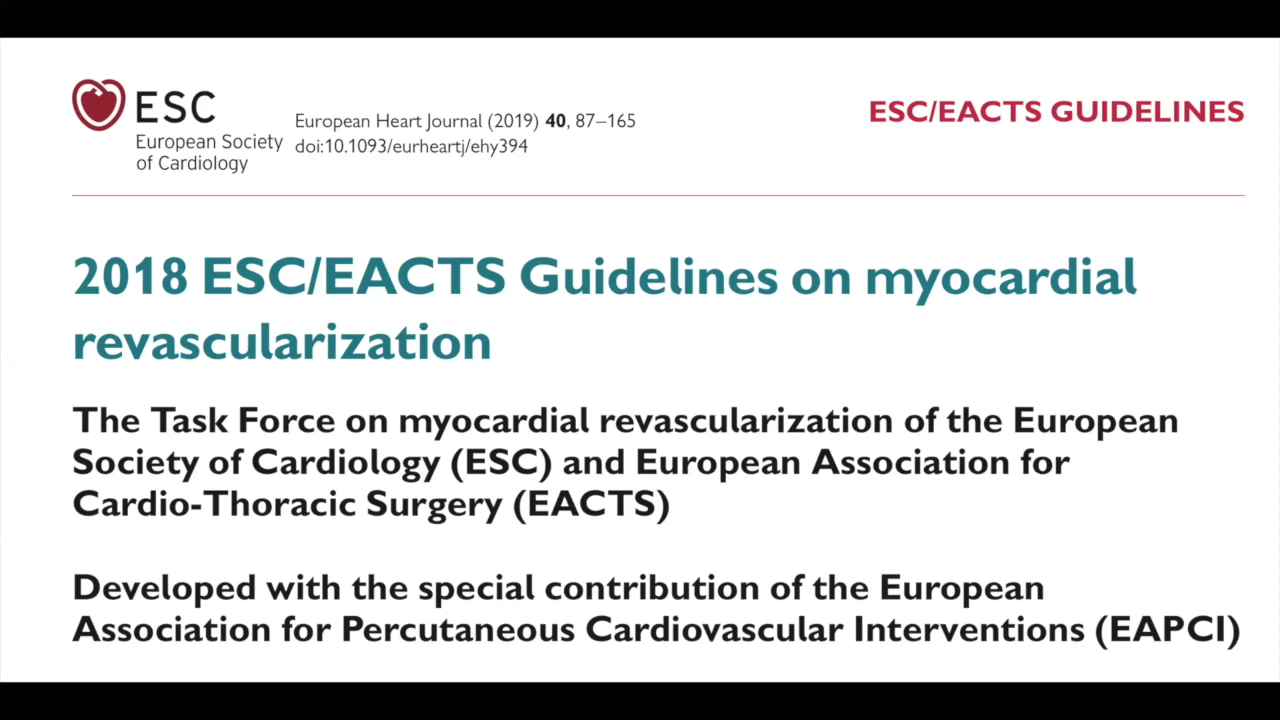 ESC
European Society
of Cardiology
European Heart Journal (2019) 40, 87–165
doi:10.1093/eurheartj/ehy394
ESC/EACTS GUIDELINES
2018 ESC/EACTS Guidelines on myocardial
revascularization
The Task Force on myocardial revascularization of the European
Society of Cardiology (ESC) and European Association for
Cardio-Thoracic Surgery (EACTS)
Developed with the special contribution of the European
Association for Percutaneous Cardiovascular Interventions (EAPCI)